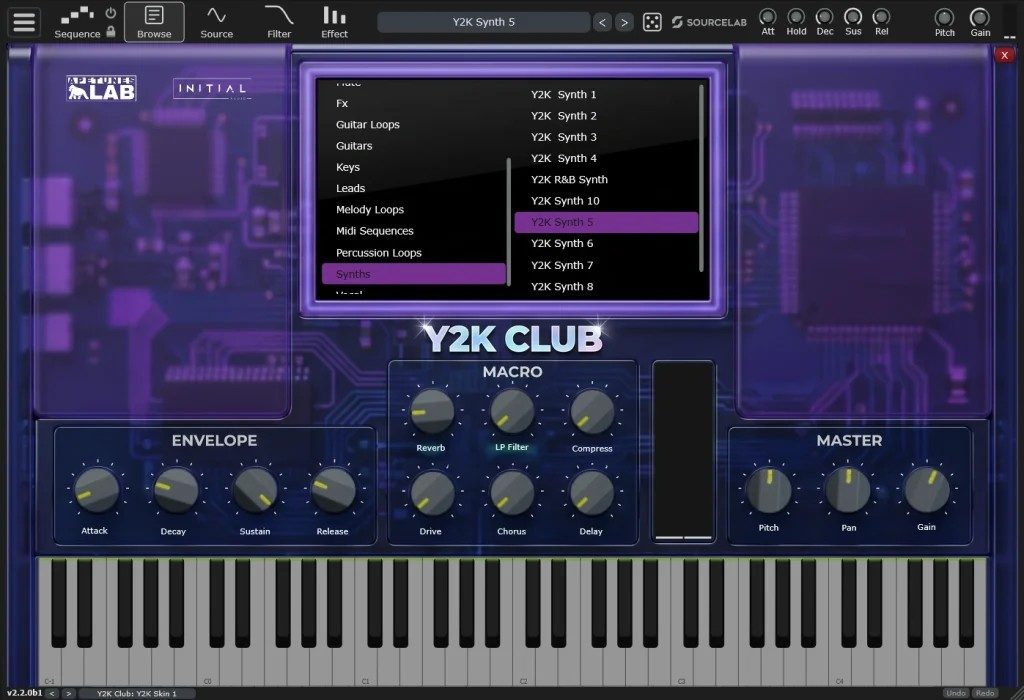 Sequence
Browse
Source
Filter
Effect
Y2K Synth 5
<
>
SOURCELAB
Att
Hold
Dec
Sus
Rel
Pitch
Gain
X
APETUNES
LAB
INITIAL
Fx
Guitar Loops
Guitars
Keys
Leads
Melody Loops
Midi Sequences
Percussion Loops
Synths
Y2K Synth 1
Y2K Synth 2
Y2K Synth 3
Y2K Synth 4
Y2K R&B Synth
Y2K Synth 10
Y2K Synth 5
Y2K Synth 6
Y2K Synth 7
Y2K Synth 8
Y2K CLUB
ENVELOPE
Attack
Decay
Sustain
Release
MACRO
Reverb
LP Filter
Compress
Drive
Chorus
Delay
MASTER
Pitch
Pan
Gain
C-1
C0
C1
C2
C3
C4
v2.2.0b1
<
>
Y2K Club: Y2K Skin 1
Undo
Redo